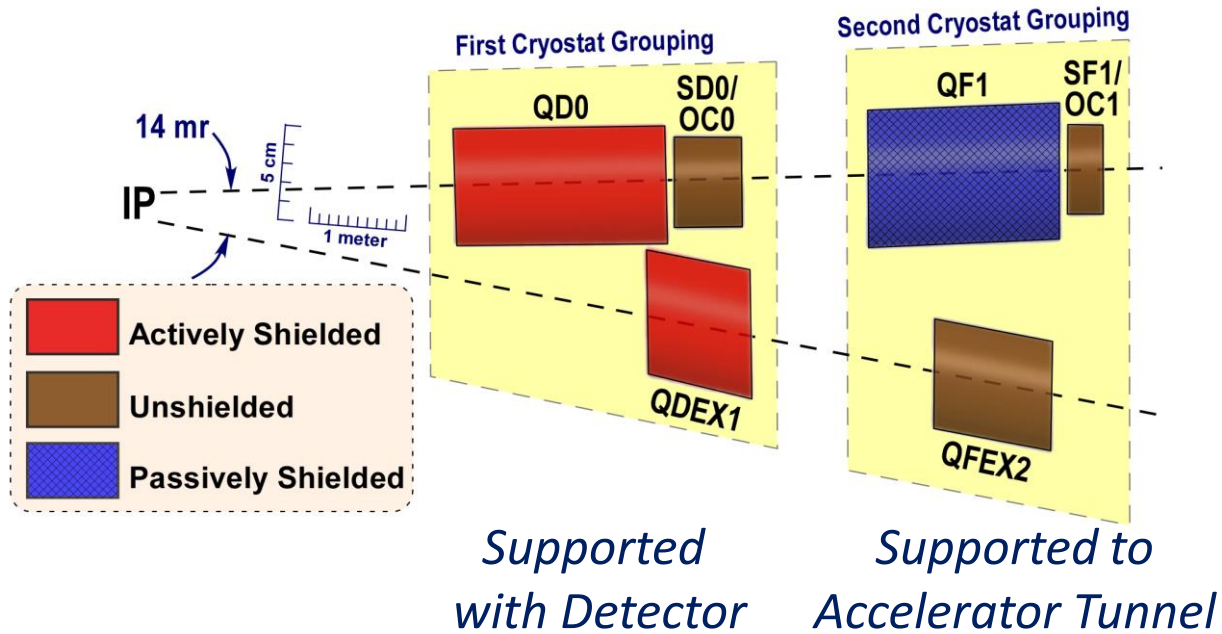 First Cryostat Grouping
Second Cryostat Grouping
QD0
SD0/
OC0
QF1
SF1/
OC1
14 mr
5 cm
IP
1 meter
Actively Shielded
Unshielded
Passively Shielded
QDEX1
QFEX2
Supported
with Detector
Supported to
Accelerator Tunnel